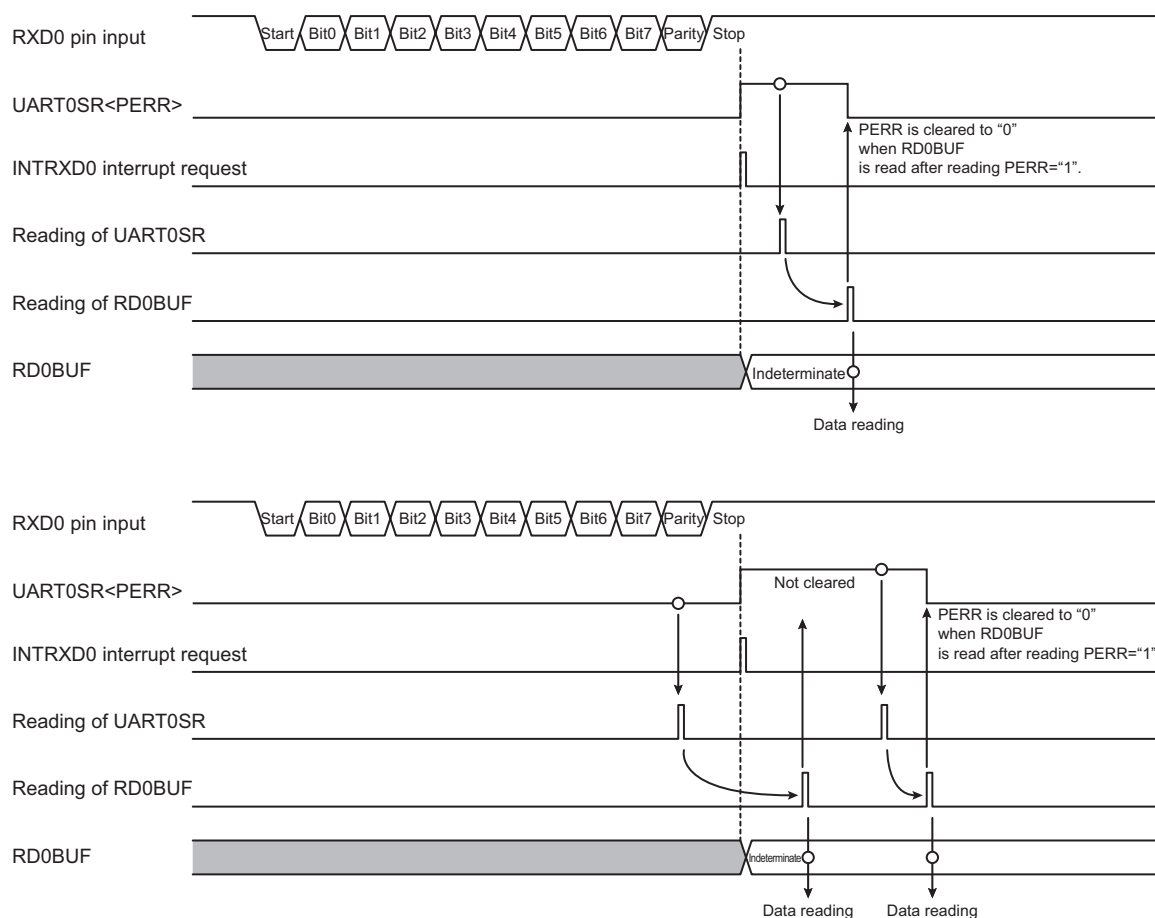 RXD0 pin input
Start Bit0 Bit1 Bit2 Bit3 Bit4 Bit5 Bit6 Bit7 Parity Stop
UART0SR<PERR>
PERR is cleared to “0”
when RD0BUF
is read after reading PERR=“1”.
INTRXD0 interrupt request
Reading of UART0SR
Reading of RD0BUF
RD0BUF
Indeterminate
Data reading
RXD0 pin input
Start Bit0 Bit1 Bit2 Bit3 Bit4 Bit5 Bit6 Bit7 Parity Stop
UART0SR<PERR>
Not cleared
PERR is cleared to “0”
when RD0BUF
is read after reading PERR=“1”
INTRXD0 interrupt request
Reading of UART0SR
Reading of RD0BUF
RD0BUF
Indeterminate
Data reading Data reading